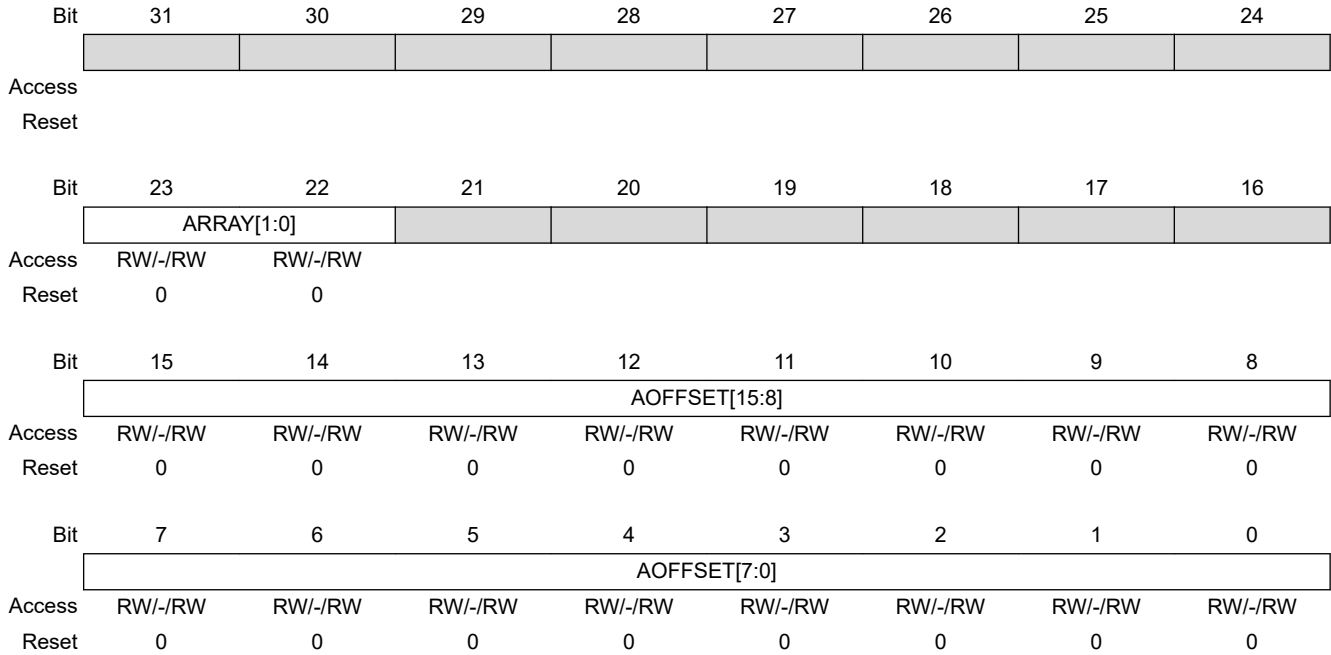 Bit 31 30 29 28 27 26 25 24
Access
Reset
Bit 23 22 21 20 19 18 17 16
ARRAY[1:0]
Access RW/-/RW RW/-/RW
Reset 0 0
Bit 15 14 13 12 11 10 9 8
AOFFSET[15:8]
Access RW/-/RW RW/-/RW RW/-/RW RW/-/RW RW/-/RW RW/-/RW RW/-/RW RW/-/RW
Reset 0 0 0 0 0 0 0 0
Bit 7 6 5 4 3 2 1 0
AOFFSET[7:0]
Access RW/-/RW RW/-/RW RW/-/RW RW/-/RW RW/-/RW RW/-/RW RW/-/RW RW/-/RW
Reset 0 0 0 0 0 0 0 0